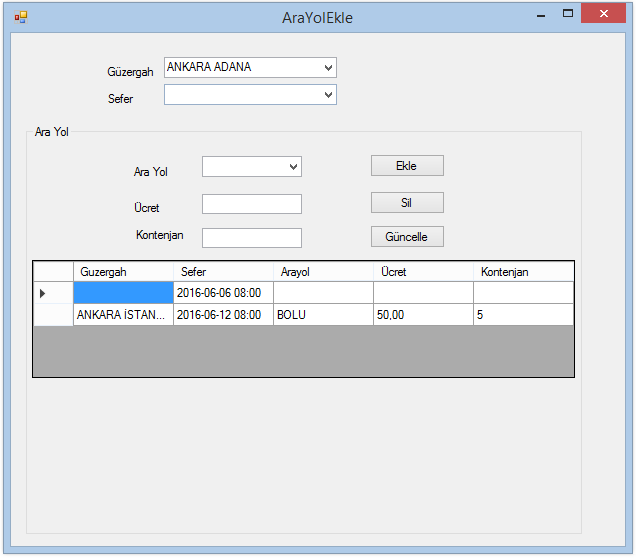 AraYolEkle
Güzergah ANKARA ADANA
Sefer
Ara Yol
Ara Yol Ekle
Ücret Sil
Kontenjan Güncelle
Guzergah Sefer Arayol Ücret Kontenjan
2016-06-06 08:00
ANKARA İSTAN... 2016-06-12 08:00 BOLU 50,00 5